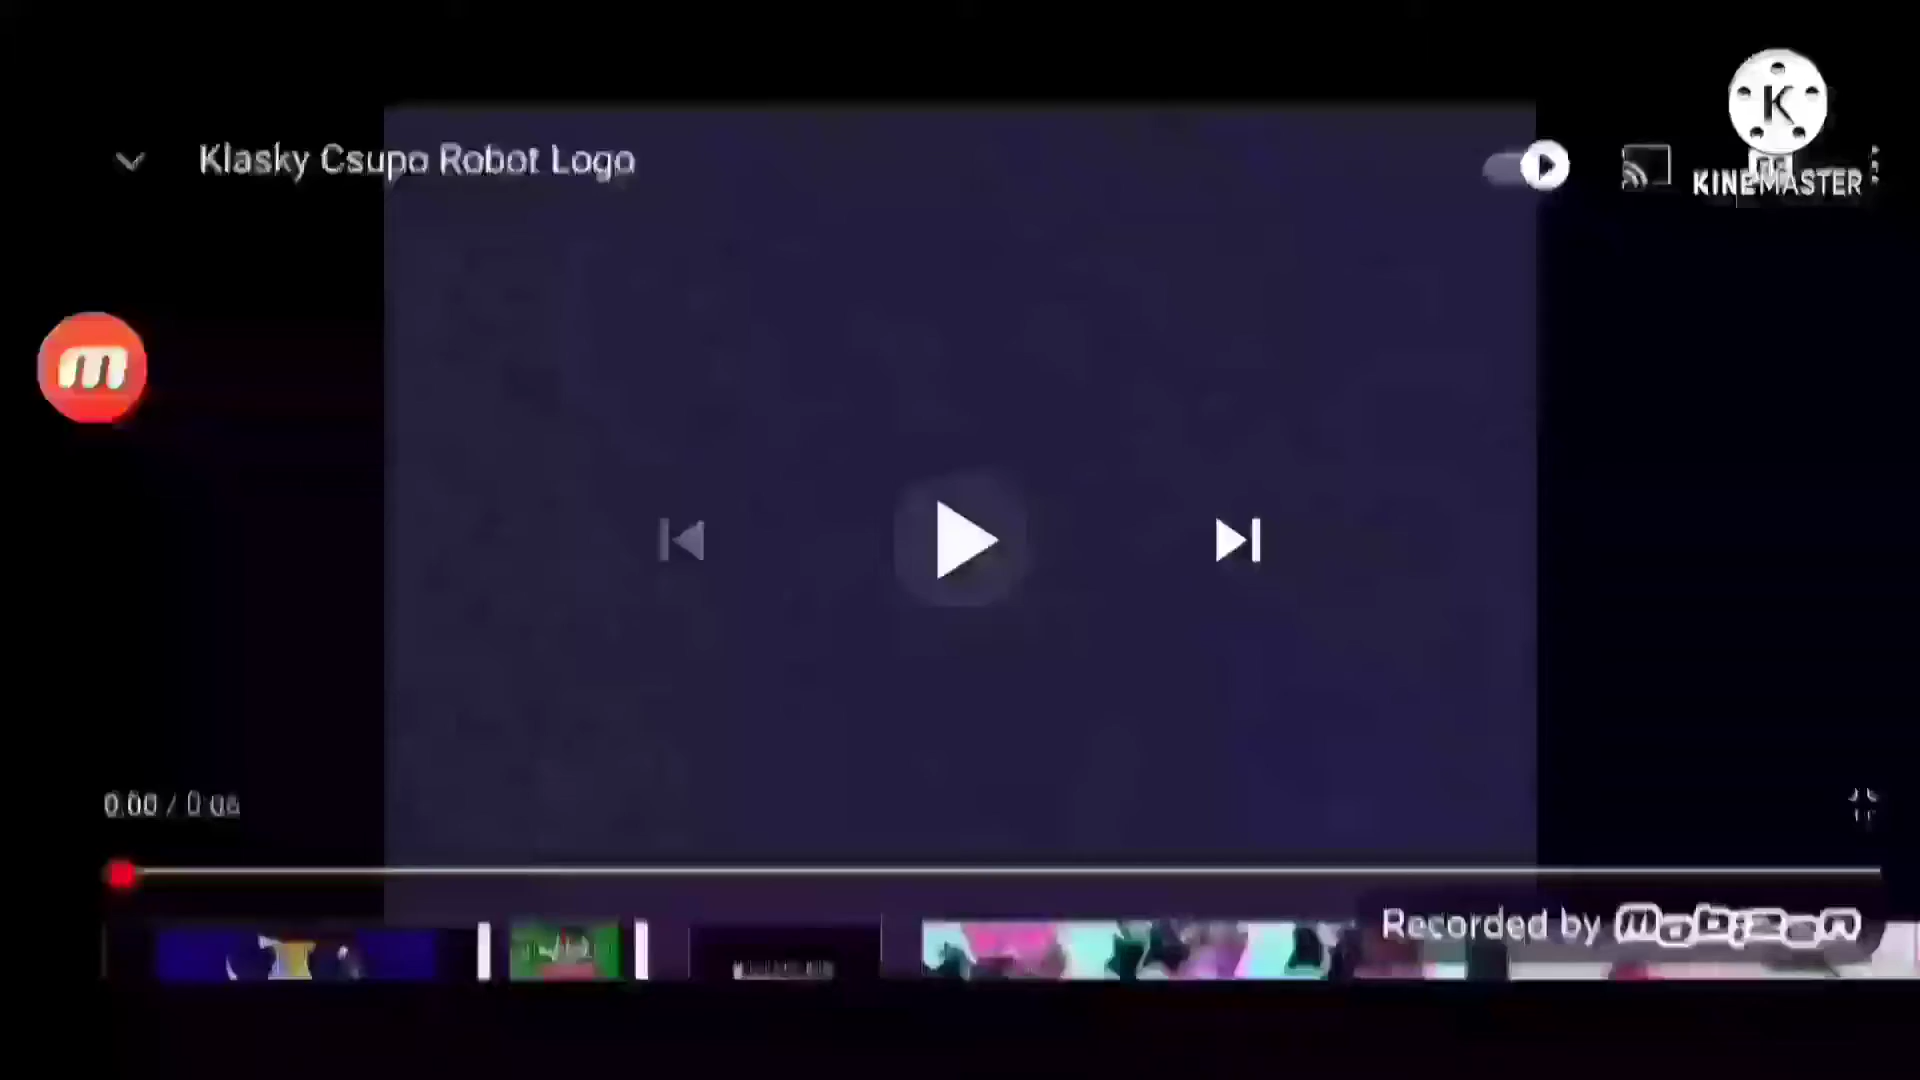 Klasky Csupo Robot Logo
K
KINEMASTER
m
0:00 / 0:06
Recorded by mobizen